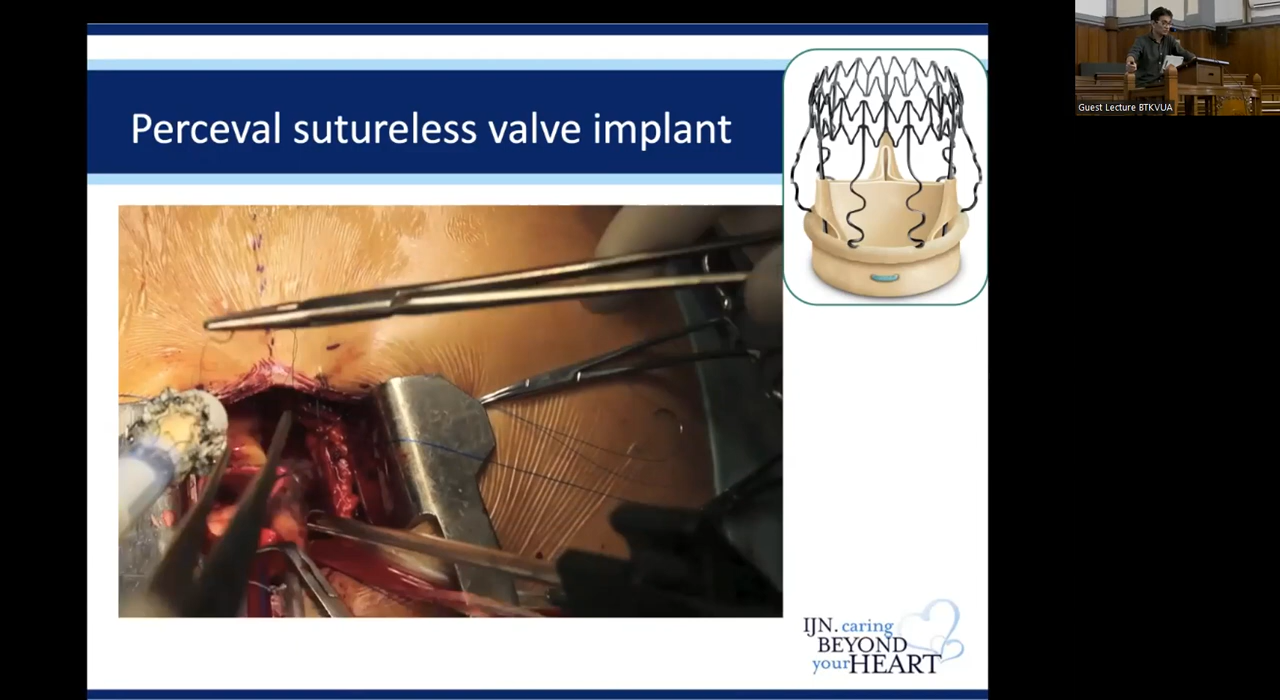 Perceval sutureless valve implant
Guest Lecture BTKVUA
IJN. caring
BEYOND
your HEART